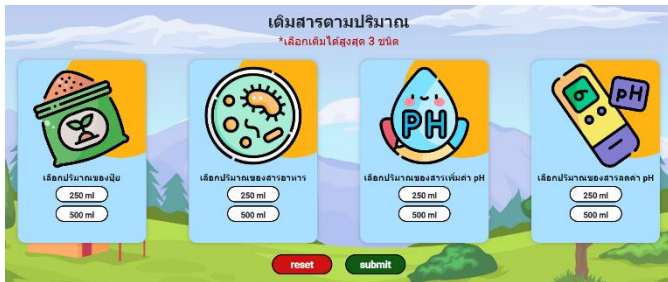 เติมสารตามปริมาณ
*เลือกเติมได้สูงสุด 3 ชนิด
PH
pH
เลือกปริมาณของปุ๋ย
250 ml
500 ml
เลือกปริมาณของสารอาหาร
250 ml
500 ml
เลือกปริมาณของสารเพิ่มค่า pH
250 ml
500 ml
เลือกปริมาณของสารลดค่า pH
250 ml
500 ml
reset
submit